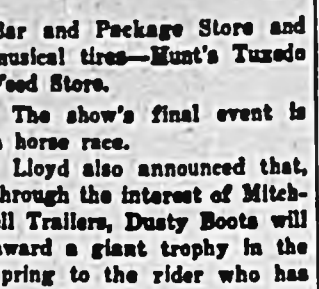 Bar and Package Store and
musical tires—Hunt's Tuxedo
Feed Store.
The show's final event is
a horse race.
Lloyd also announced that,
through the interest of Mitch-
ell Trailers, Dusty Boots will
award a giant trophy in the
spring to the rider who has